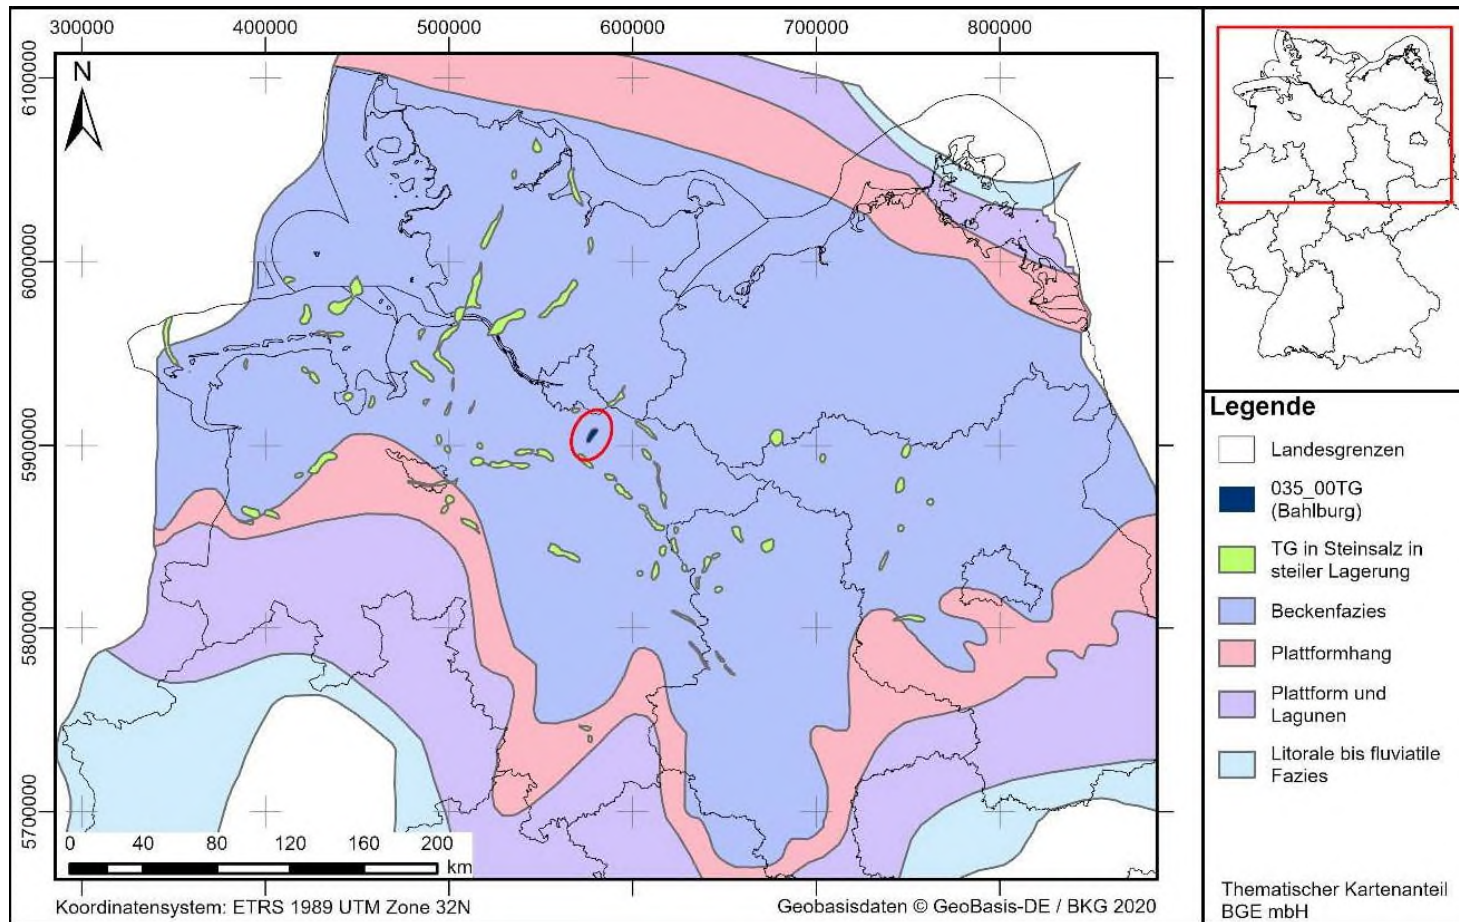 300000 400000 500000 600000 700000 800000
6100000
6000000
5900000
5800000
5700000
N
0 40 80 120 160 200
km
Koordinatensystem: ETRS 1989 UTM Zone 32N
Geobasisdaten © GeoBasis-DE / BKG 2020
Legende
Landesgrenzen
035_00TG
(Bahlburg)
TG in Steinsalz in
steiler Lagerung
Beckenfazies
Plattformhang
Plattform und
Lagunen
Litorale bis fluviatile
Fazies
Thematischer Kartenanteil
BGE mbH